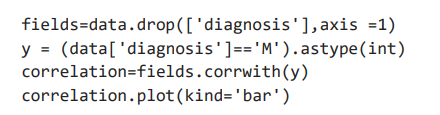 fields=data.drop(['diagnosis'],axis =1)
y = (data['diagnosis']=='M').astype(int)
correlation=fields.corrwith(y)
correlation.plot(kind='bar')